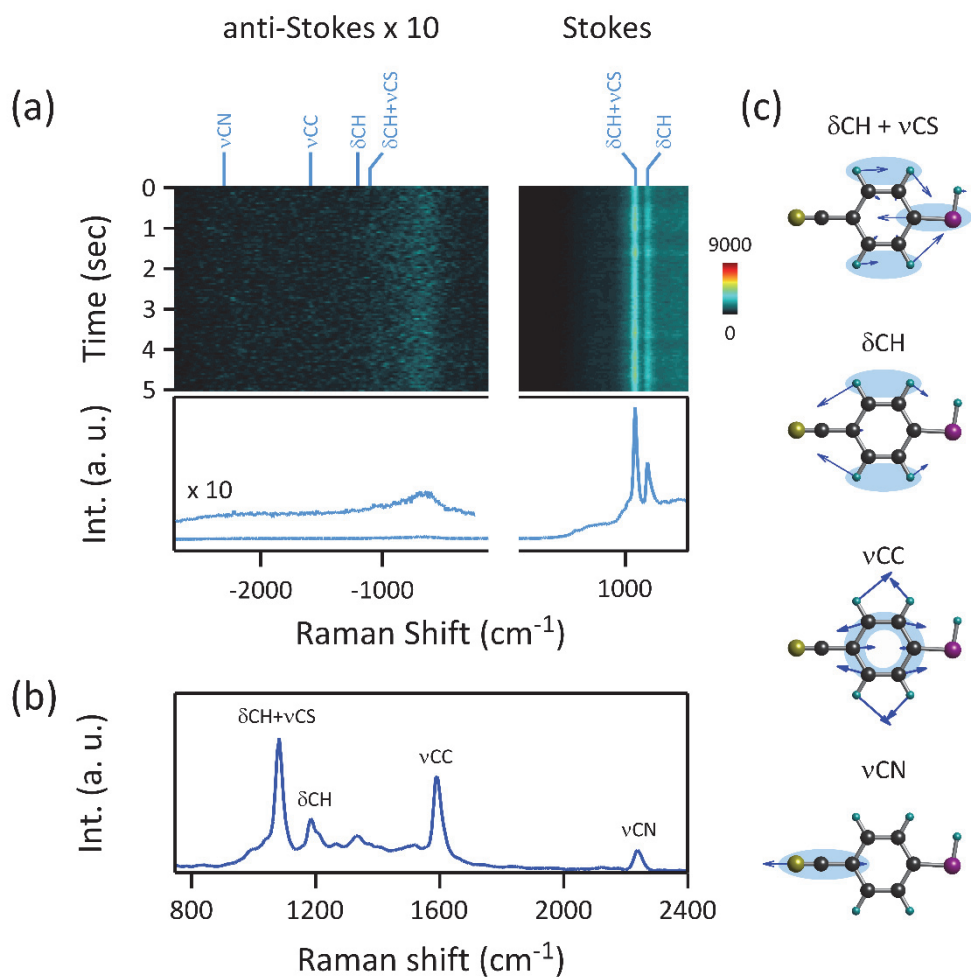 anti-Stokes x 10
Stokes
(a)
νCN
νCC
δCH
δCH+νCS
δCH+νCS
δCH
0
1
2
3
4
5
Time (sec)
9000
0
x 10
Int. (a. u.)
-2000
-1000
1000
Raman Shift (cm-1)
(b)
δCH+νCS
δCH
νCC
νCN
Int. (a. u.)
800
1200
1600
2000
2400
Raman shift (cm-1)
(c)
δCH + νCS
δCH
νCC
νCN